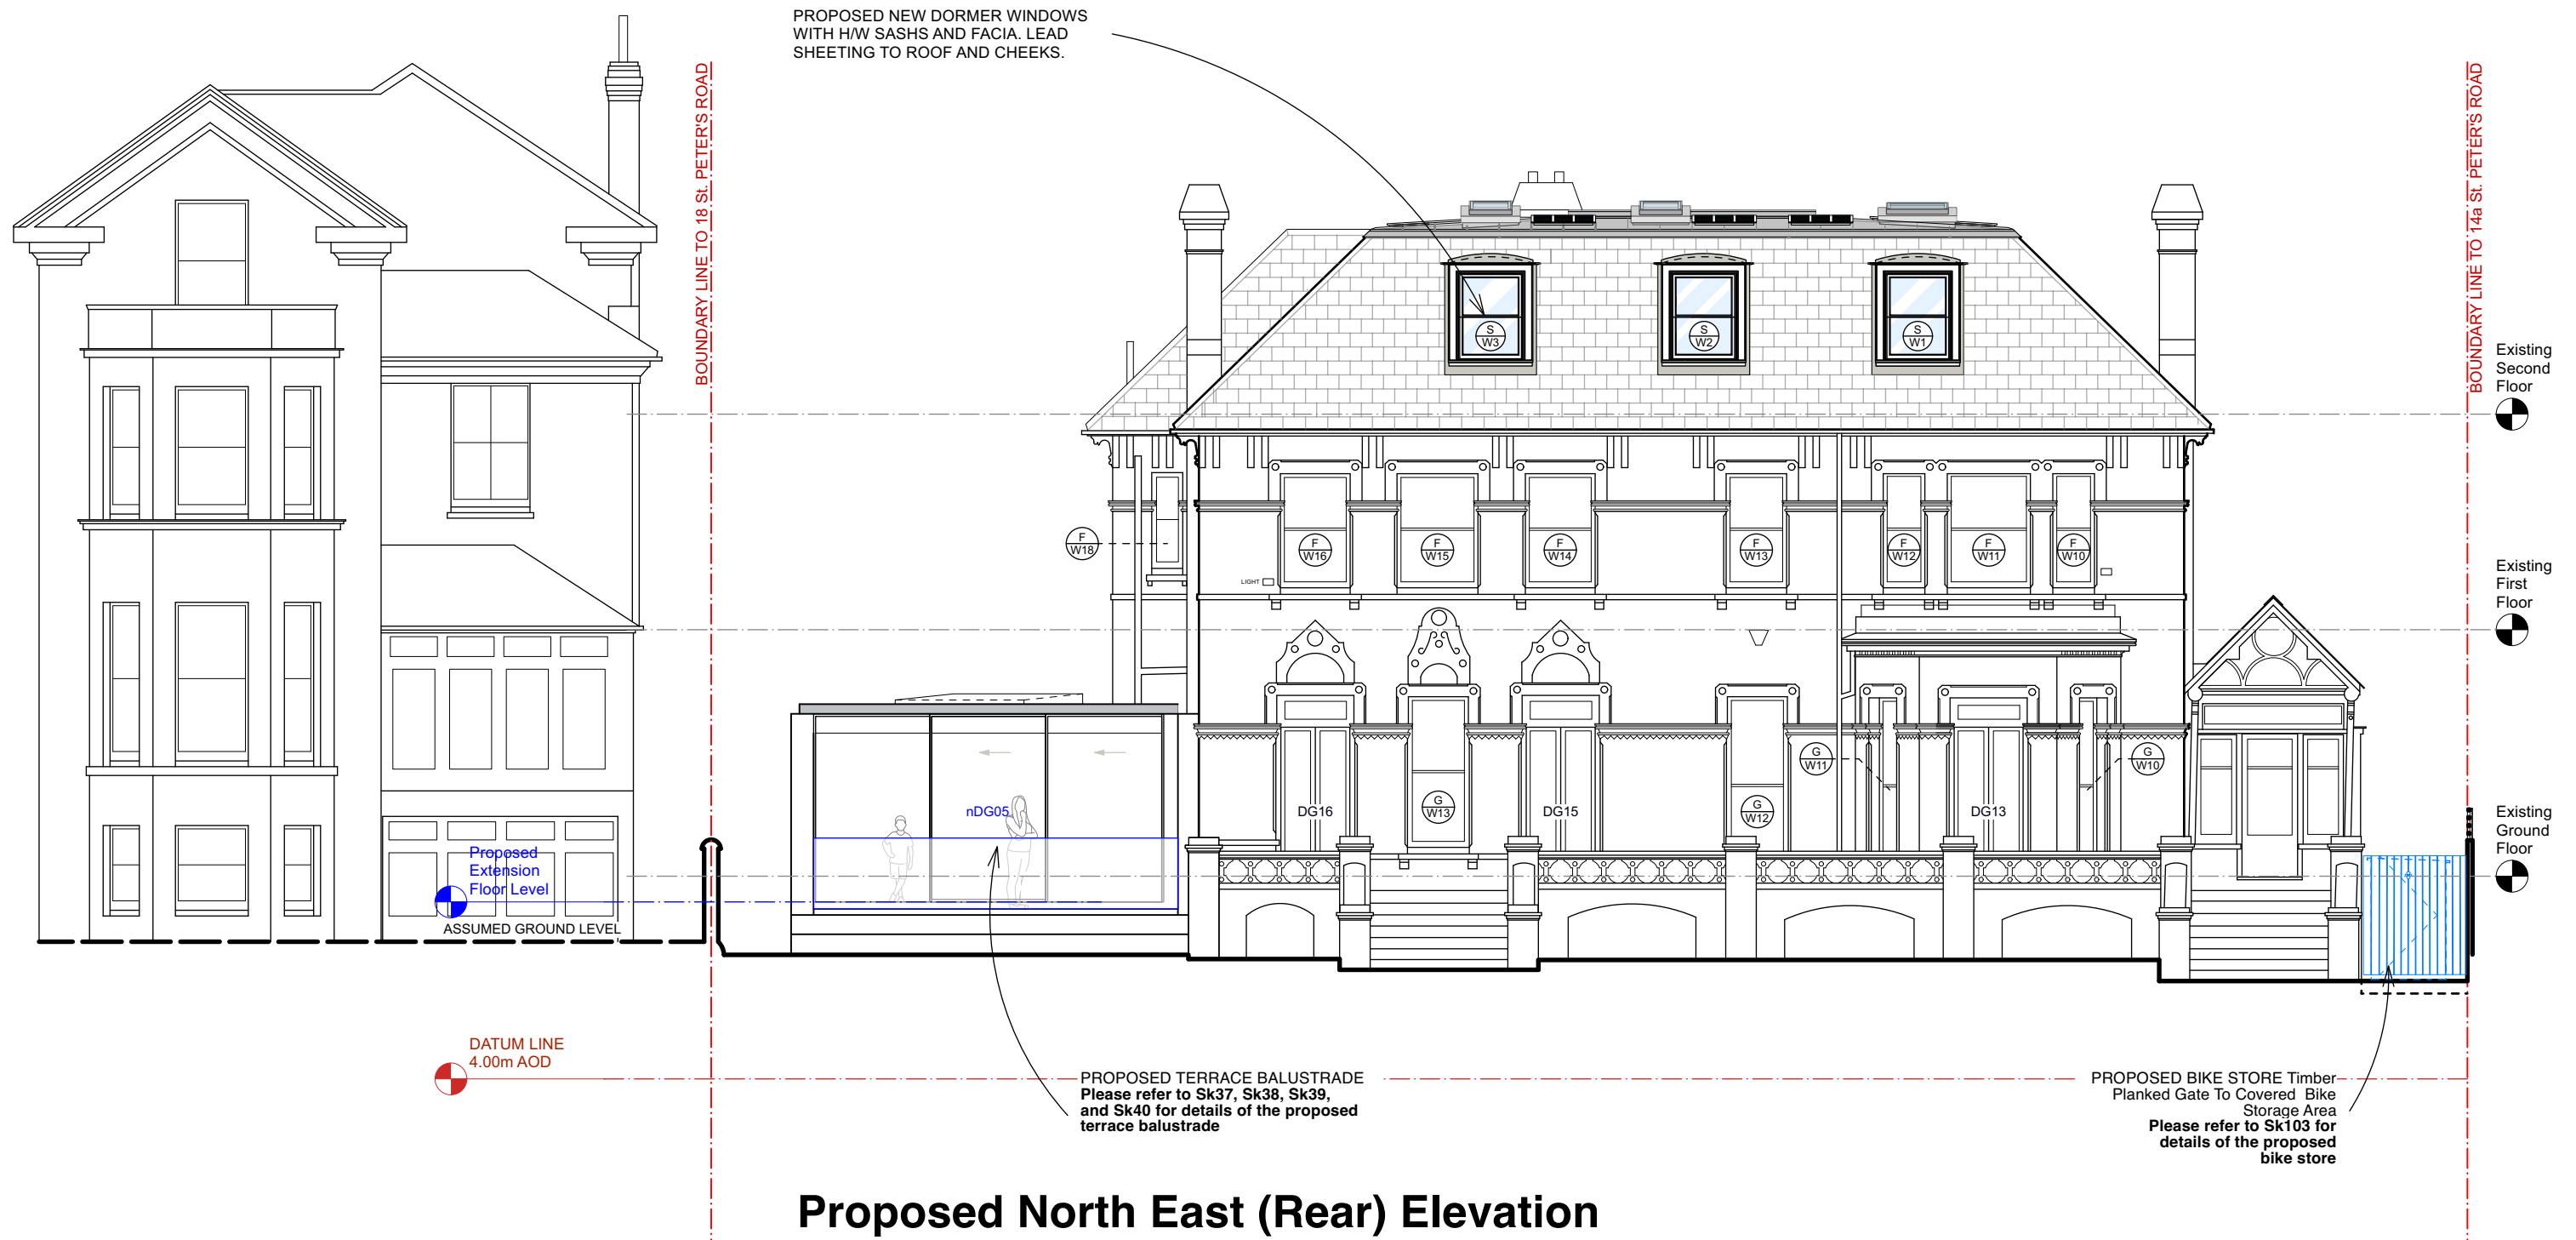 PROPOSED NEW DORMER WINDOWS
WITH H/W SASHS AND FACIA. LEAD
SHEETING TO ROOF AND CHEEKS.
BOUNDARY LINE TO 18 St. PETER'S ROAD
BOUNDARY LINE TO 14a St. PETER'S ROAD
S
W3
S
W2
S
W1
Existing
Second
Floor
F
W18
F
W16
F
W15
F
W14
F
W13
F
W12
F
W11
F
W10
LIGHT
Existing
First
Floor
G
W11
G
W10
nDG05
DG16
G
W13
DG15
G
W12
DG13
Existing
Ground
Floor
Proposed
Extension
Floor Level
ASSUMED GROUND LEVEL
DATUM LINE
4.00m AOD
PROPOSED TERRACE BALUSTRADE
Please refer to Sk37, Sk38, Sk39,
and Sk40 for details of the proposed
terrace balustrade
PROPOSED BIKE STORE Timber
Planked Gate To Covered Bike
Storage Area
Please refer to Sk103 for
details of the proposed
bike store
Proposed North East (Rear) Elevation